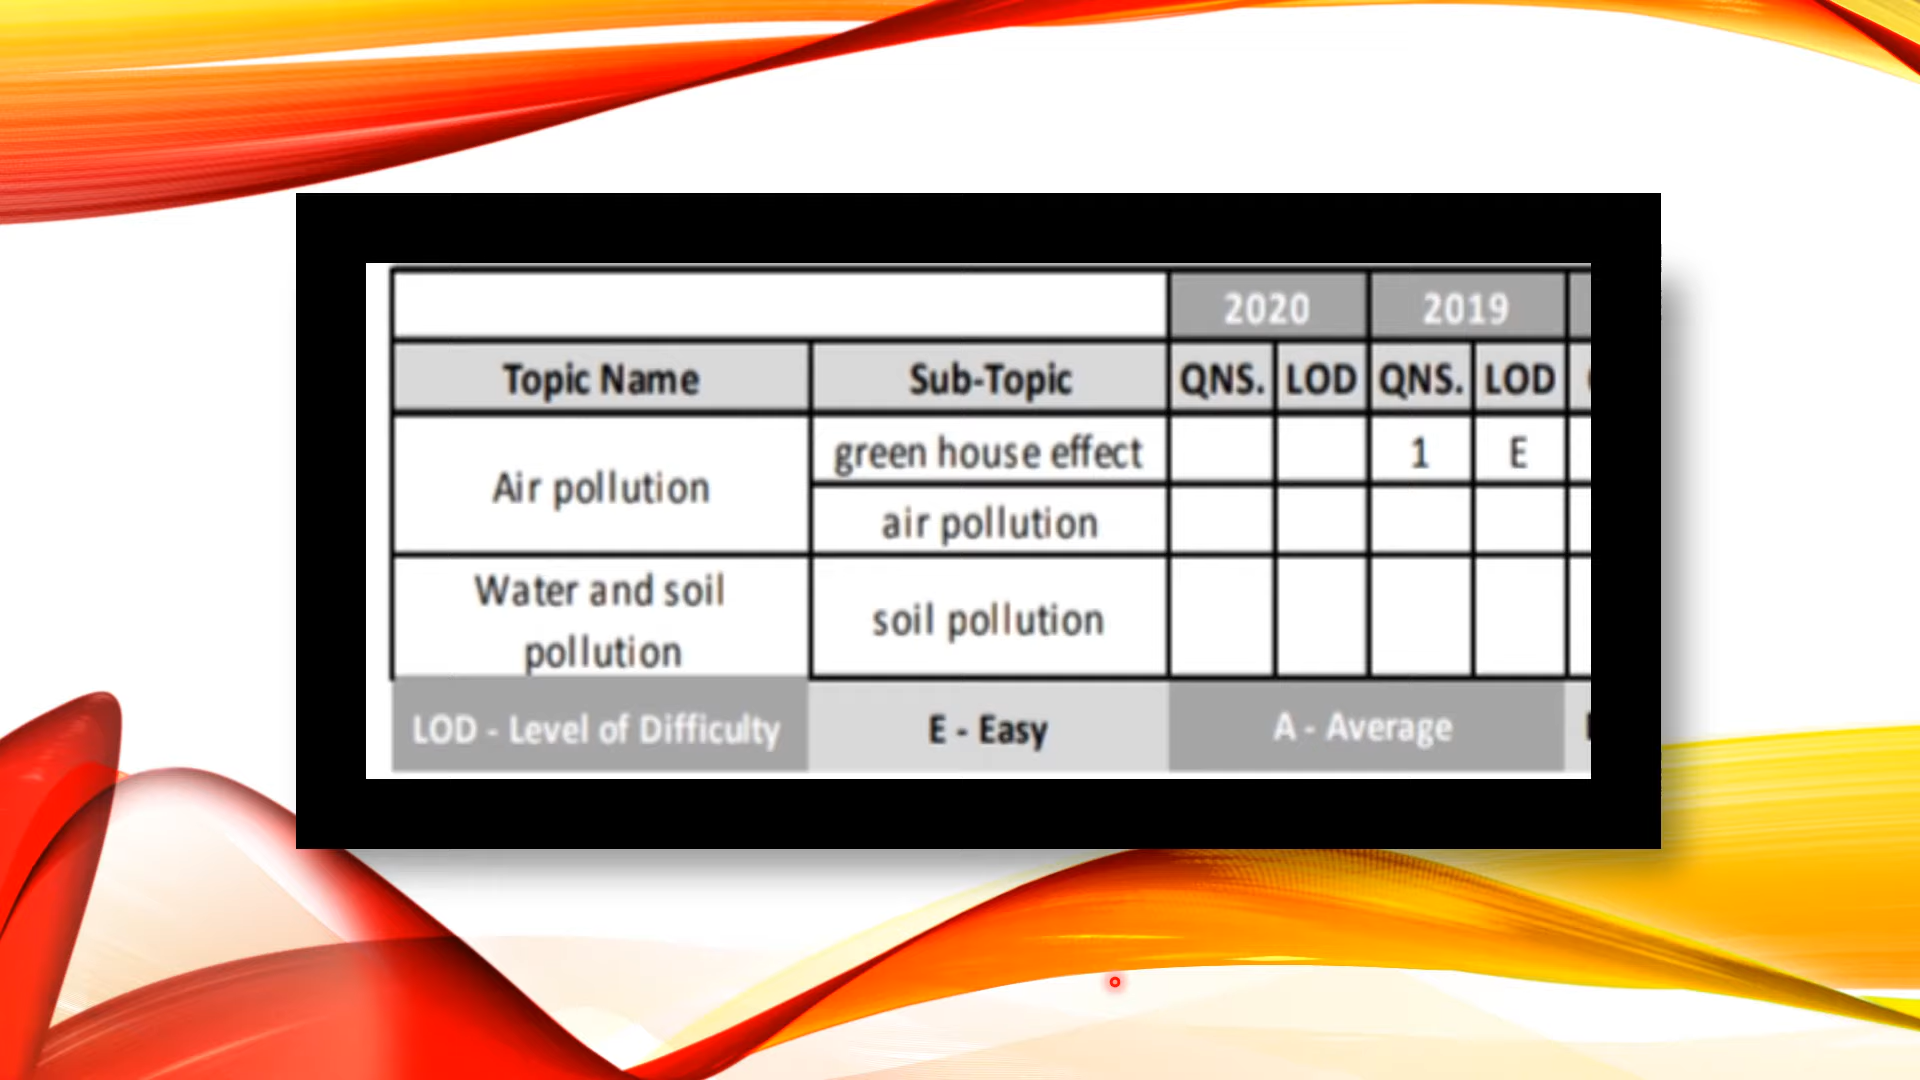 2020 2019
Topic Name Sub-Topic QNS. LOD QNS. LOD
Air pollution green house effect 1 E
air pollution
Water and soil
pollution
soil pollution
LOD - Level of Difficulty E - Easy A - Average